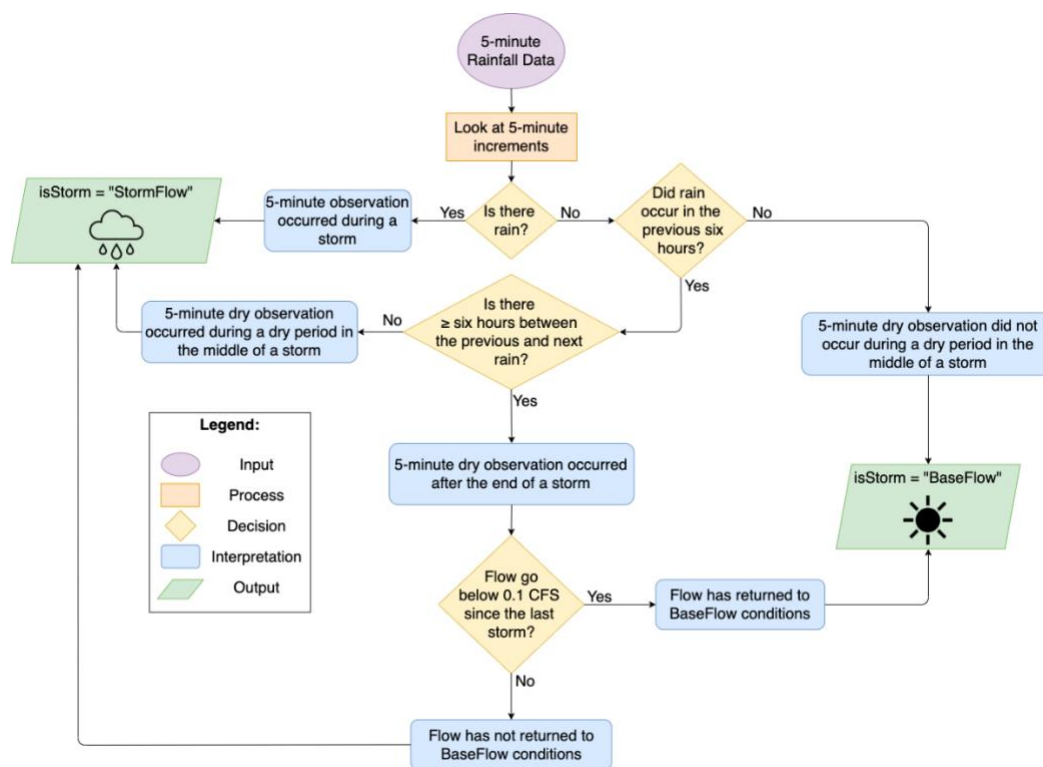 5-minute
Rainfall Data
Look at 5-minute
increments
isStorm = "StormFlow"
5-minute observation
occurred during a
storm
Yes
Is there
rain?
No
Did rain
occur in the
previous six
hours?
No
Yes
5-minute dry observation
occurred during a dry period in
the middle of a storm
No
Is there
≥ six hours between
the previous and next
rain?
5-minute dry observation did not
occur during a dry period in the
middle of a storm
Yes
Legend:
Input
Process
Decision
Interpretation
Output
5-minute dry observation occurred
after the end of a storm
isStorm = "BaseFlow"
Flow go
below 0.1 CFS
since the last
storm?
Yes
Flow has returned to
BaseFlow conditions
No
Flow has not returned to
BaseFlow conditions